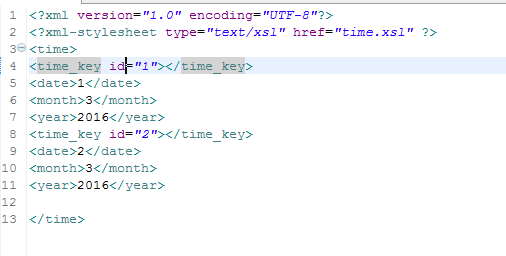 1 <?xml version="1.0" encoding="UTF-8"?>
2 <?xml-stylesheet type="text/xsl" href="time.xsl" ?>
3 <time>
4 <time_key id="1"></time_key>
5 <date>1</date>
6 <month>3</month>
7 <year>2016</year>
8 <time_key id="2"></time_key>
9 <date>2</date>
10 <month>3</month>
11 <year>2016</year>
12
13 </time>